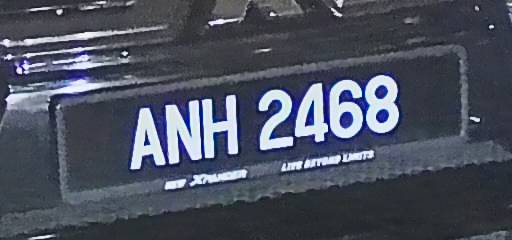 ANH 2468
NEW XPANDER LIVE BEYOND LIMITS